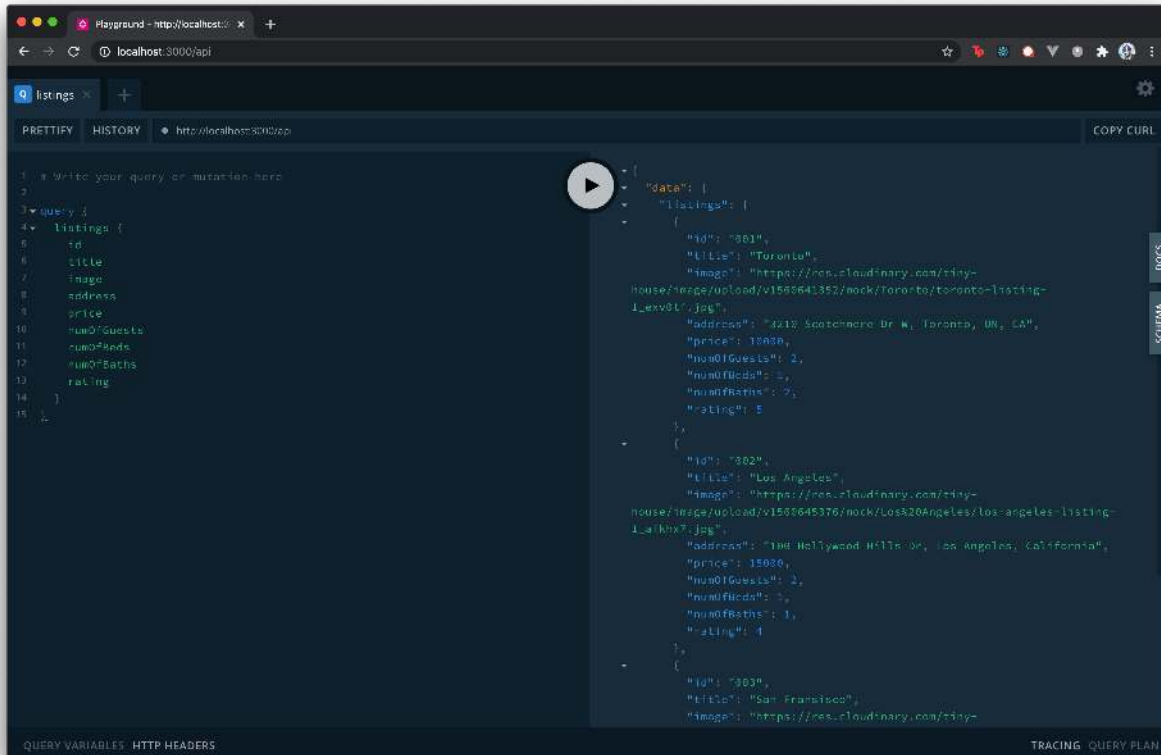 Playground - http://localhost:3
localhost:3000/api
listings
PRETTIFY HISTORY http://localhost:3000/api COPY CURL
1 # Write your query or mutation here
2
3 query {
4 listings {
5 id
6 title
7 image
8 address
9 price
10 numOfGuests
11 numOfBeds
12 numOfBaths
13 rating
14 }
15 }
{
"data": {
"listings": [
{
"id": "001",
"title": "Toronto",
"image": "https://res.cloudinary.com/tiny-
house/image/upload/v1560641352/mock/Toronto/toronto-listing-
1_exv0tf.jpg",
"address": "3210 Scotchmere Dr W, Toronto, ON, CA",
"price": 10000,
"numOfGuests": 2,
"numOfBeds": 1,
"numOfBaths": 2,
"rating": 5
},
{
"id": "002",
"title": "Los Angeles",
"image": "https://res.cloudinary.com/tiny-
house/image/upload/v1560645376/mock/Los%20Angeles/los-angeles-listing-
1_aikhx7.jpg",
"address": "100 Hollywood Hills Dr, Los Angeles, California",
"price": 15000,
"numOfGuests": 2,
"numOfBeds": 1,
"numOfBaths": 1,
"rating": 4
},
{
"id": "003",
"title": "San Fransisco",
"image": "https://res.cloudinary.com/tiny-
DOCS
SCHEMA
QUERY VARIABLES HTTP HEADERS
TRACING QUERY PLAN